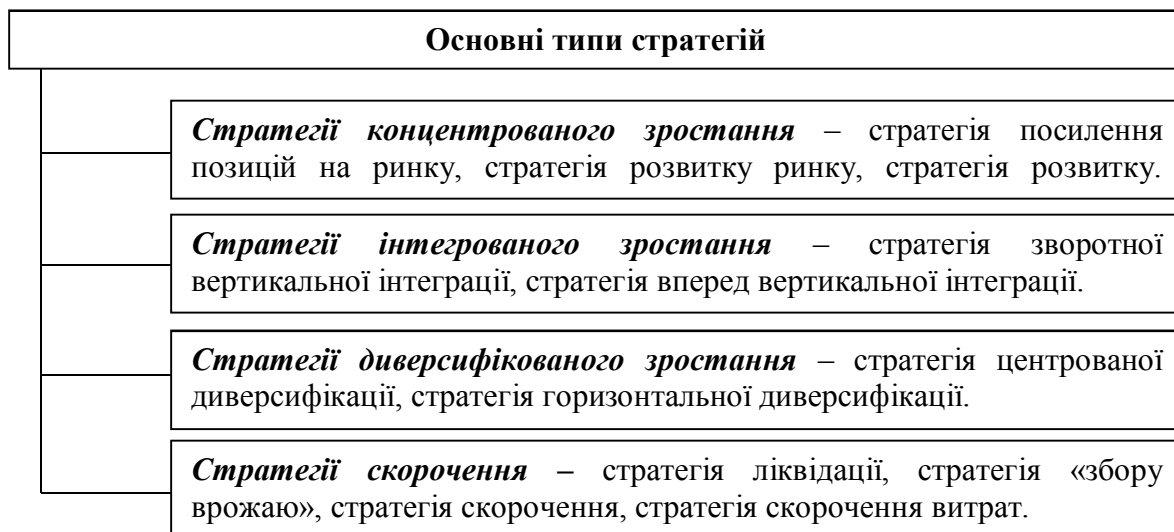 Основні типи стратегій
Стратегії концентрованого зростання – стратегія посилення
позицій на ринку, стратегія розвитку ринку, стратегія розвитку.
Стратегії інтегрованого зростання – стратегія зворотної
вертикальної інтеграції, стратегія вперед вертикальної інтеграції.
Стратегії диверсифікованого зростання – стратегія центрованої
диверсифікації, стратегія горизонтальної диверсифікації.
Стратегії скорочення – стратегія ліквідації, стратегія «збору
врожаю», стратегія скорочення, стратегія скорочення витрат.